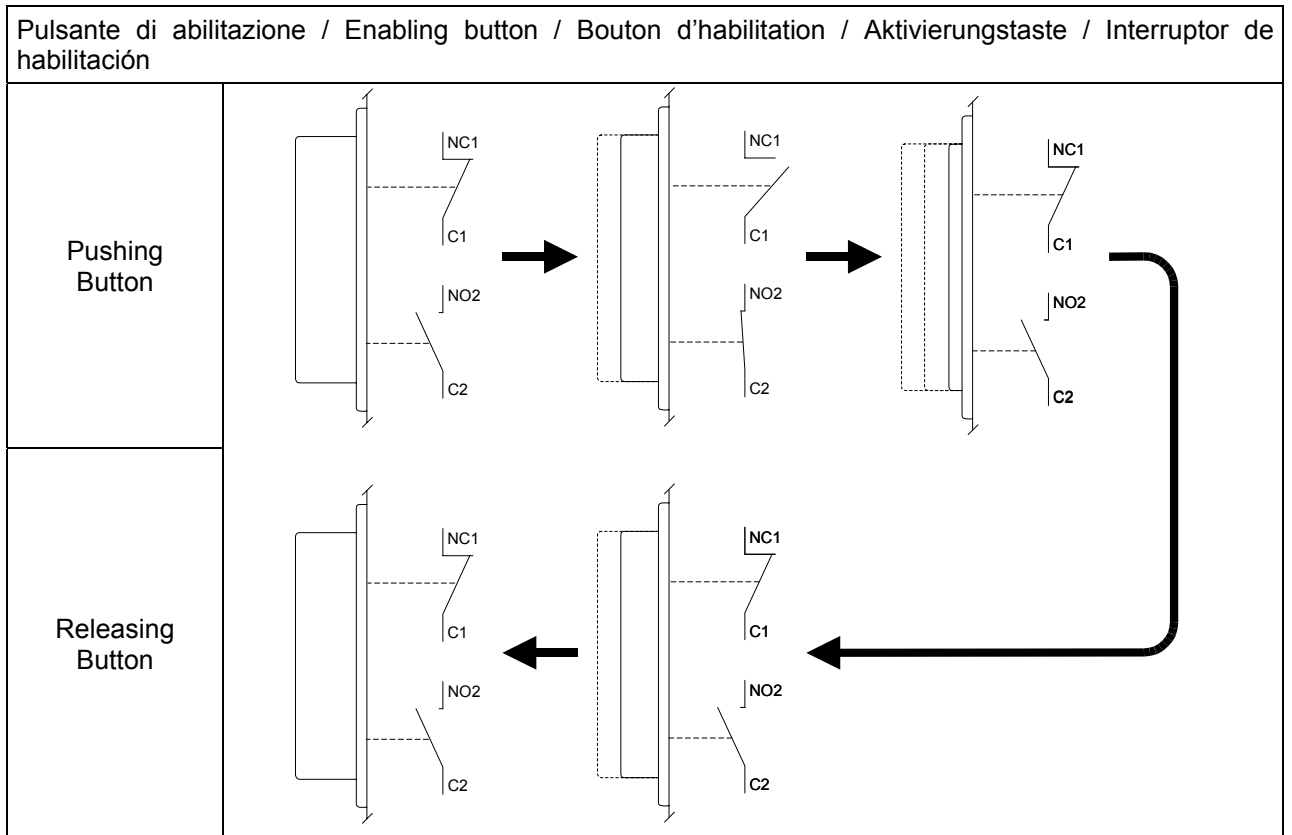 Pulsante di abilitazione / Enabling button / Bouton d'habilitation / Aktivierungstaste / Interruptor de
habilitación
Pushing
Button
NC1
C1
NO2
C2
NC1
C1
NO2
C2
NC1
C1
NO2
C2
Releasing
Button
NC1
C1
NO2
C2
NC1
C1
NO2
C2